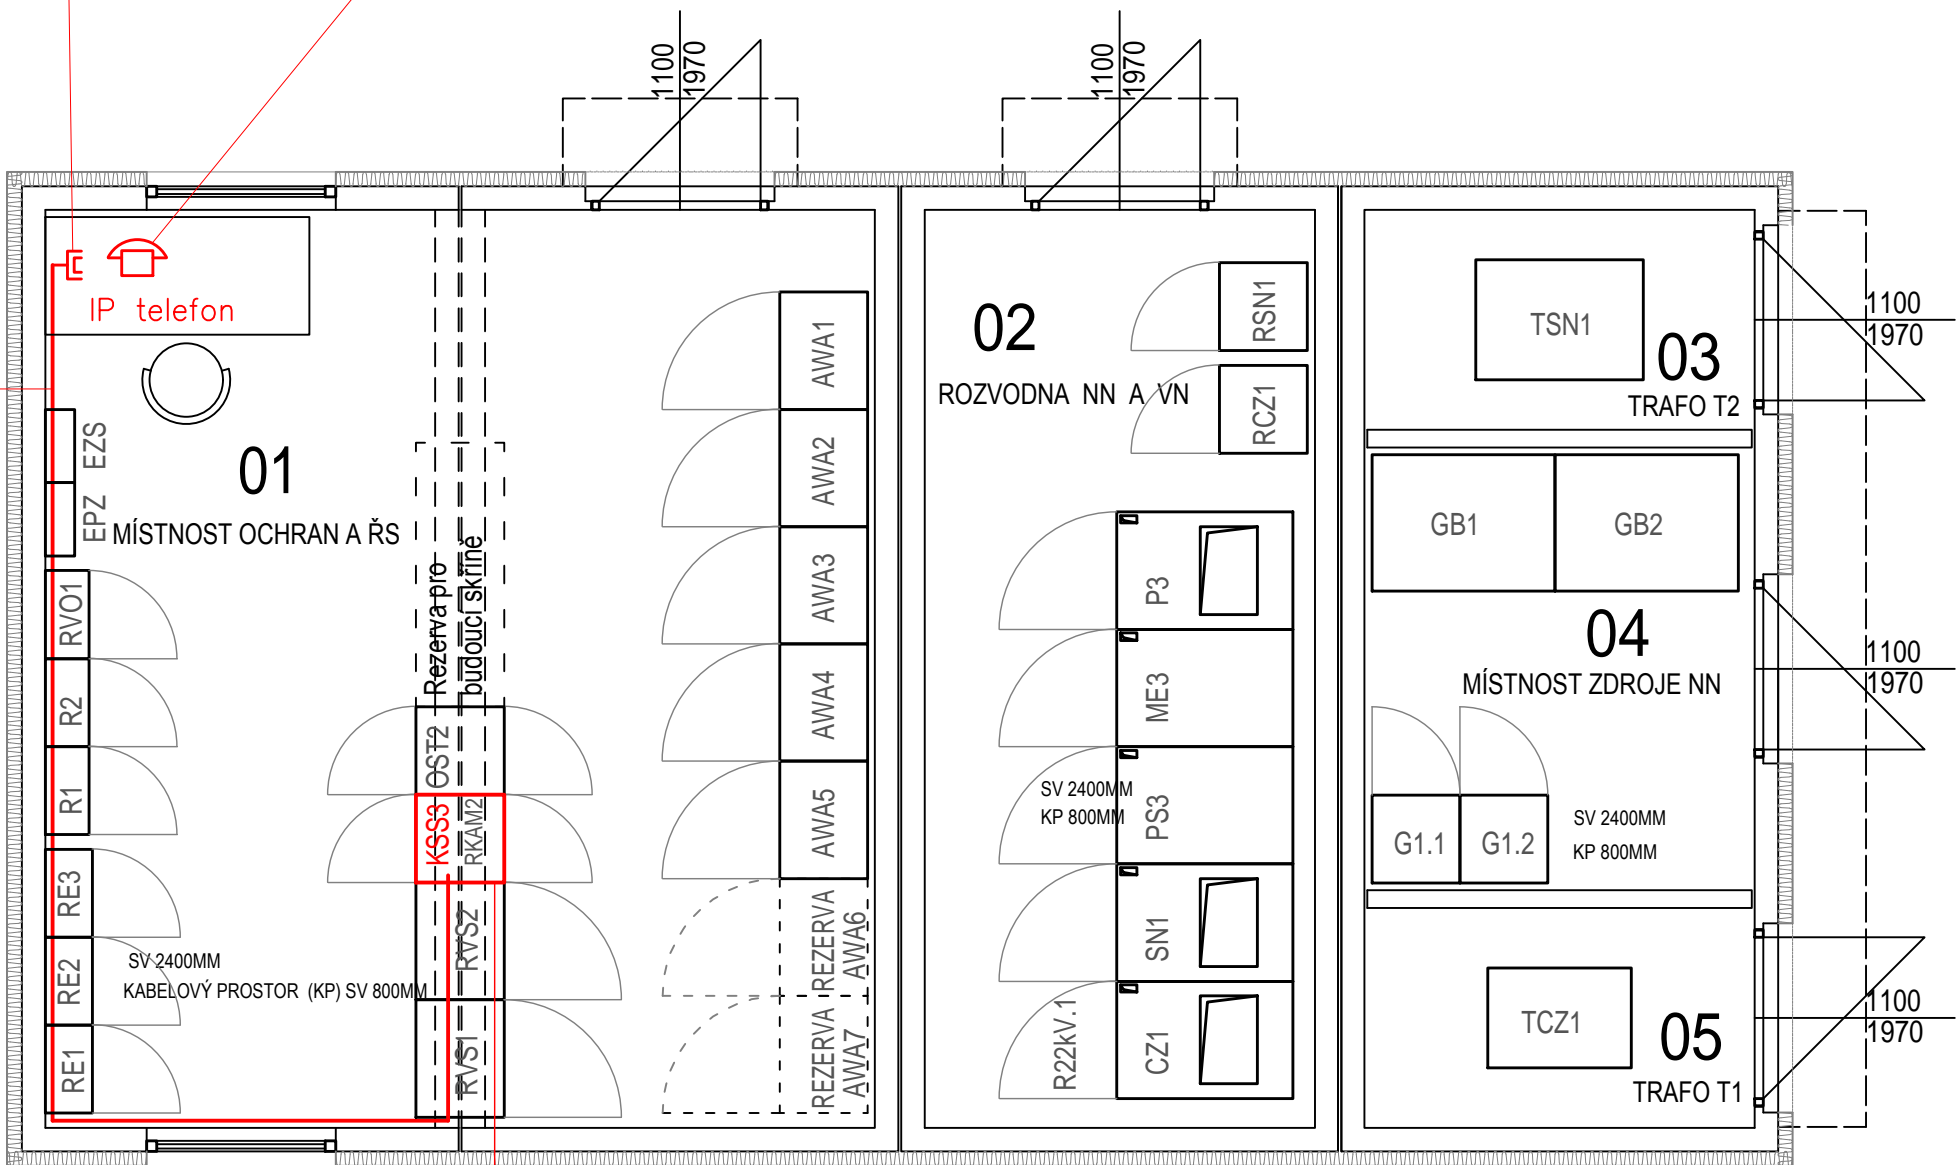 1100
1970
1100
1970
IP telefon
EZS
EPZ
01
MÍSTNOST OCHRAN A ŘS
RVO1
R2
R1
RE3
RE2
RE1
SV 2400MM
KABELOVÝ PROSTOR (KP) SV 800MM
Rezerva pro
budoucí skříně
OST2
KSS3
RKAM2
RVS2
RVS1
AWA1
AWA2
AWA3
AWA4
AWA5
REZERVA
AWA6
REZERVA
AWA7
02
ROZVODNA NN A VN
RSN1
RCZ1
P3
ME3
SV 2400MM
KP 800MM
PS3
SN1
R22kV.1
CZ1
TSN1
03
TRAFO T2
1100
1970
GB1
GB2
04
MÍSTNOST ZDROJE NN
1100
1970
G1.1
G1.2
SV 2400MM
KP 800MM
TCZ1
05
TRAFO T1
1100
1970